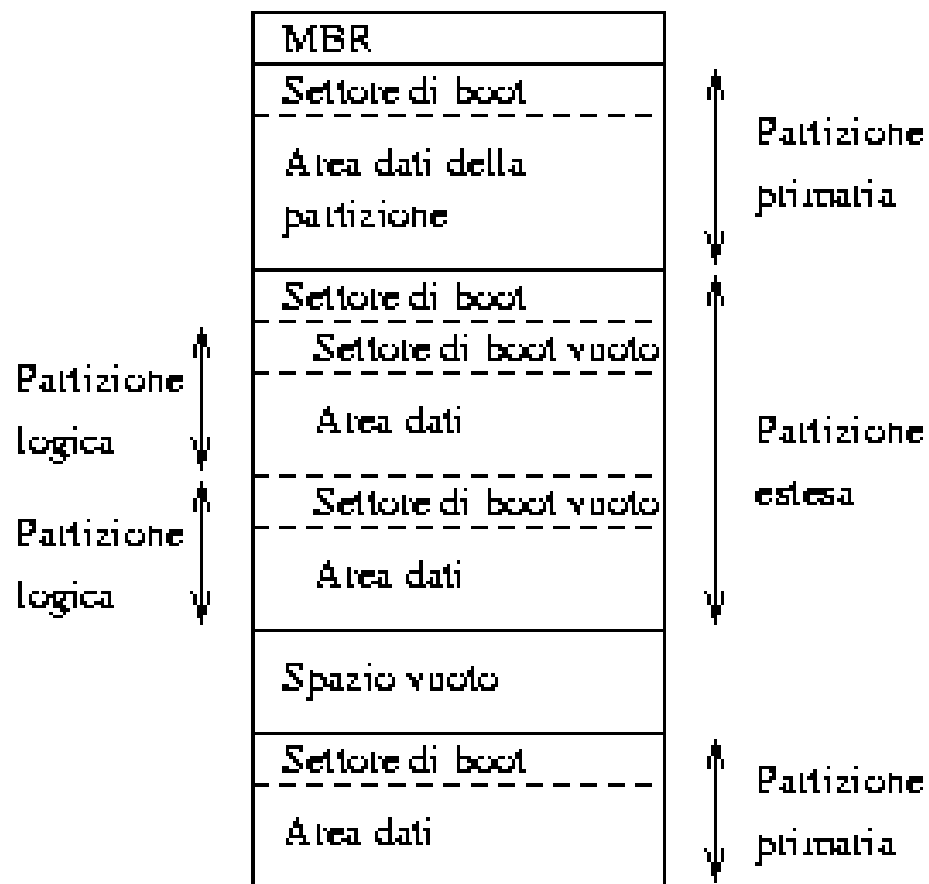 MBR
Settore di boot
Area dati della
partizione
Partizione
primaria
Settore di boot
Settore di boot vuoto
Area dati
Partizione
logica
Settore di boot vuoto
Area dati
Partizione
logica
Partizione
estesa
Spazio vuoto
Settore di boot
Area dati
Partizione
primaria